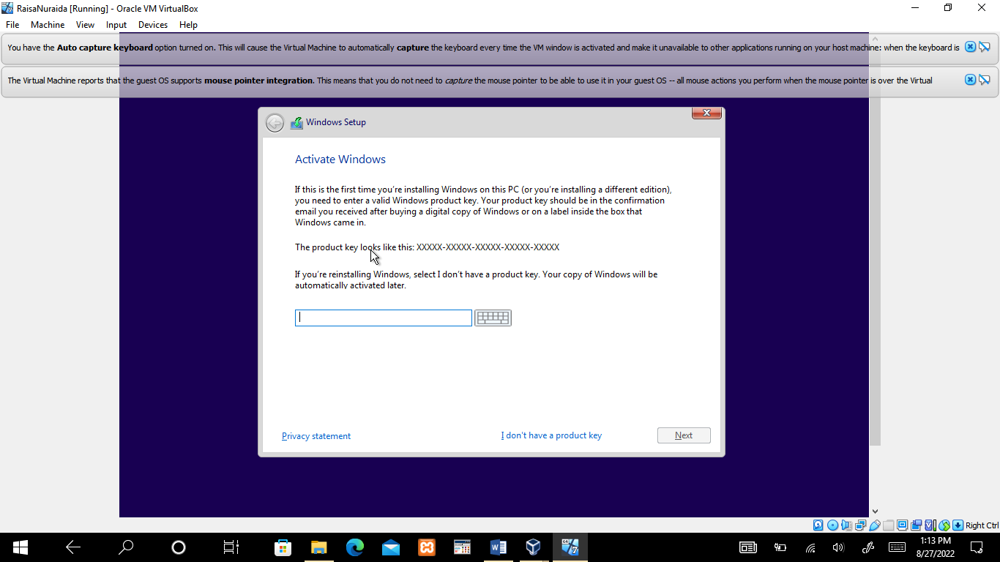 RaisaNuraida [Running] - Oracle VM VirtualBox
File Machine View Input Devices Help
You have the Auto capture keyboard option turned on. This will cause the Virtual Machine to automatically capture the keyboard every time the VM window is activated and make it unavailable to other applications running on your host machine: when the keyboard is
The Virtual Machine reports that the guest OS supports mouse pointer integration. This means that you do not need to capture the mouse pointer to be able to use it in your guest OS -- all mouse actions you perform when the mouse pointer is over the Virtual
Windows Setup
Activate Windows
If this is the first time you're installing Windows on this PC (or you're installing a different edition),
you need to enter a valid Windows product key. Your product key should be in the confirmation
email you received after buying a digital copy of Windows or on a label inside the box that
Windows came in.
The product key looks like this: XXXXX-XXXXX-XXXXX-XXXXX-XXXXX
If you're reinstalling Windows, select I don't have a product key. Your copy of Windows will be
automatically activated later.
Privacy statement
I don't have a product key
Next
Right Ctrl
1:13 PM
8/27/2022